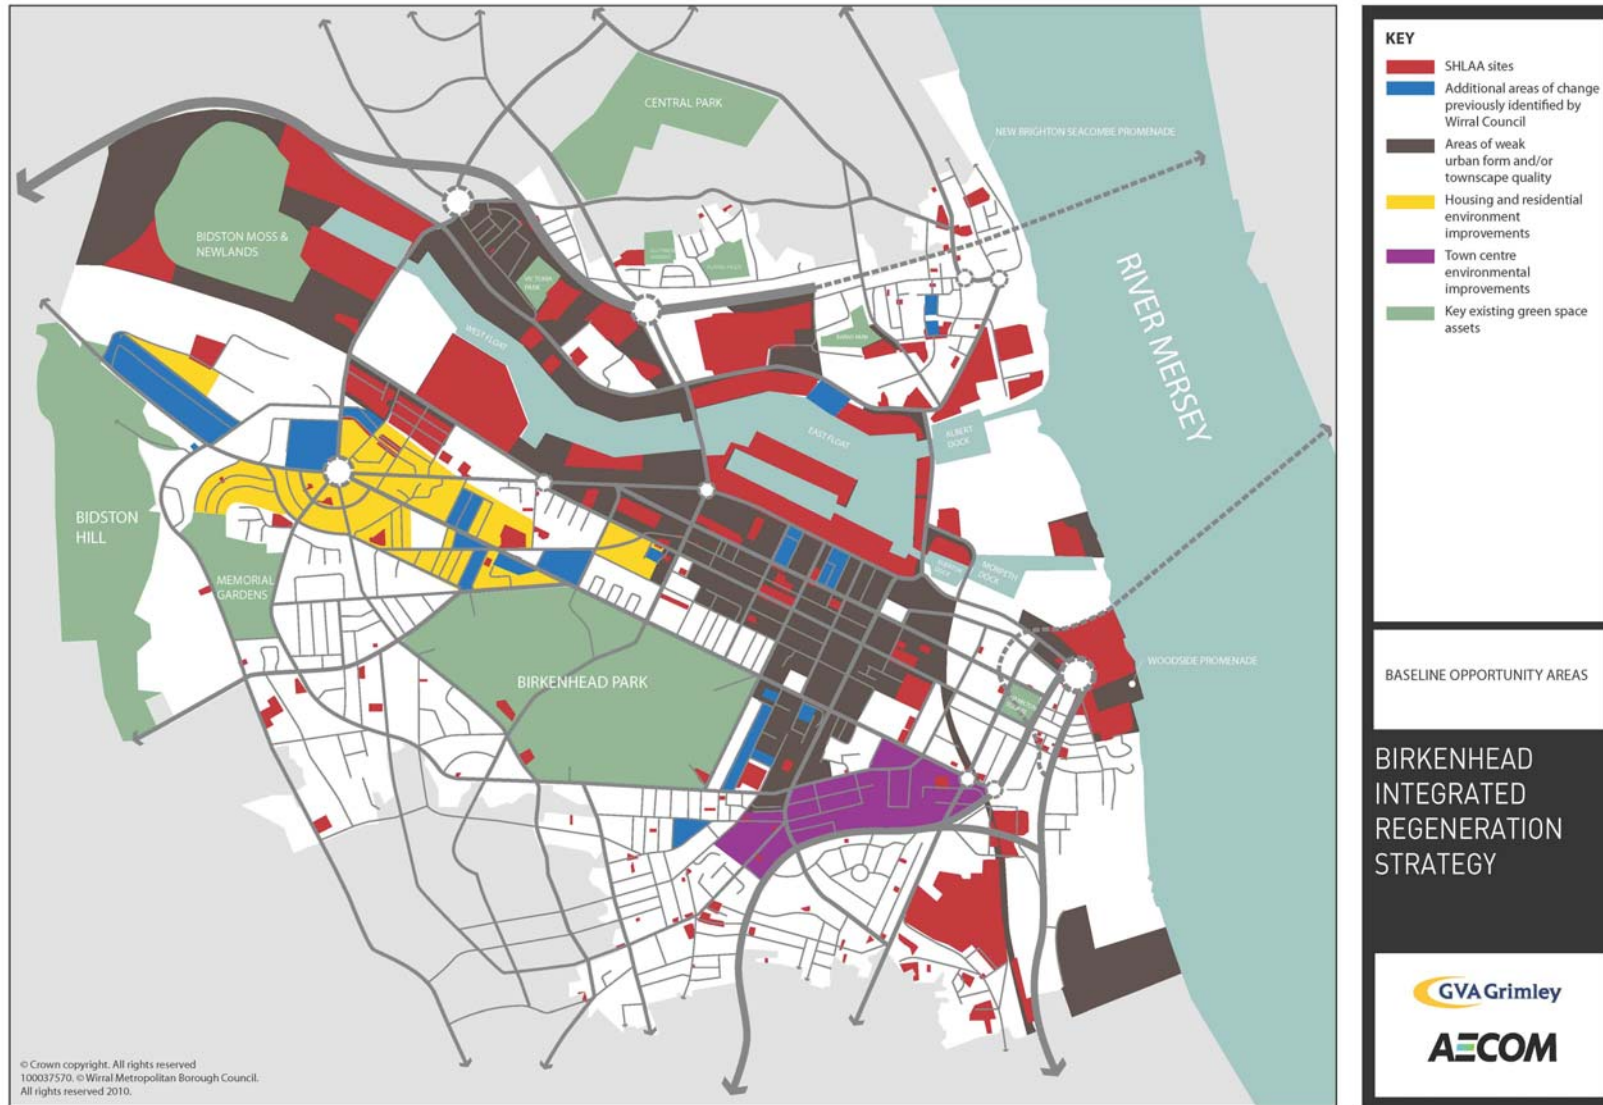 CENTRAL PARK
NEW BRIGHTON SEACOMBE PROMENADE
BIDSTON MOSS &
NEWLANDS
VICTORIA
PARK
WEST FLOAT
RIVER MERSEY
EAST FLOAT
ALBERT
DOCK
BIDSTON
HILL
MEMORIAL
GARDENS
MORPETH
DOCK
BIRKENHEAD PARK
WOODSIDE PROMENADE
© Crown copyright. All rights reserved
100037570. © Wirral Metropolitan Borough Council.
All rights reserved 2010.
KEY
SHLAA sites
Additional areas of change
previously identified by
Wirral Council
Areas of weak
urban form and/or
townscape quality
Housing and residential
environment
improvements
Town centre
environmental
improvements
Key existing green space
assets
BASELINE OPPORTUNITY AREAS
BIRKENHEAD
INTEGRATED
REGENERATION
STRATEGY
GVA Grimley
AECOM